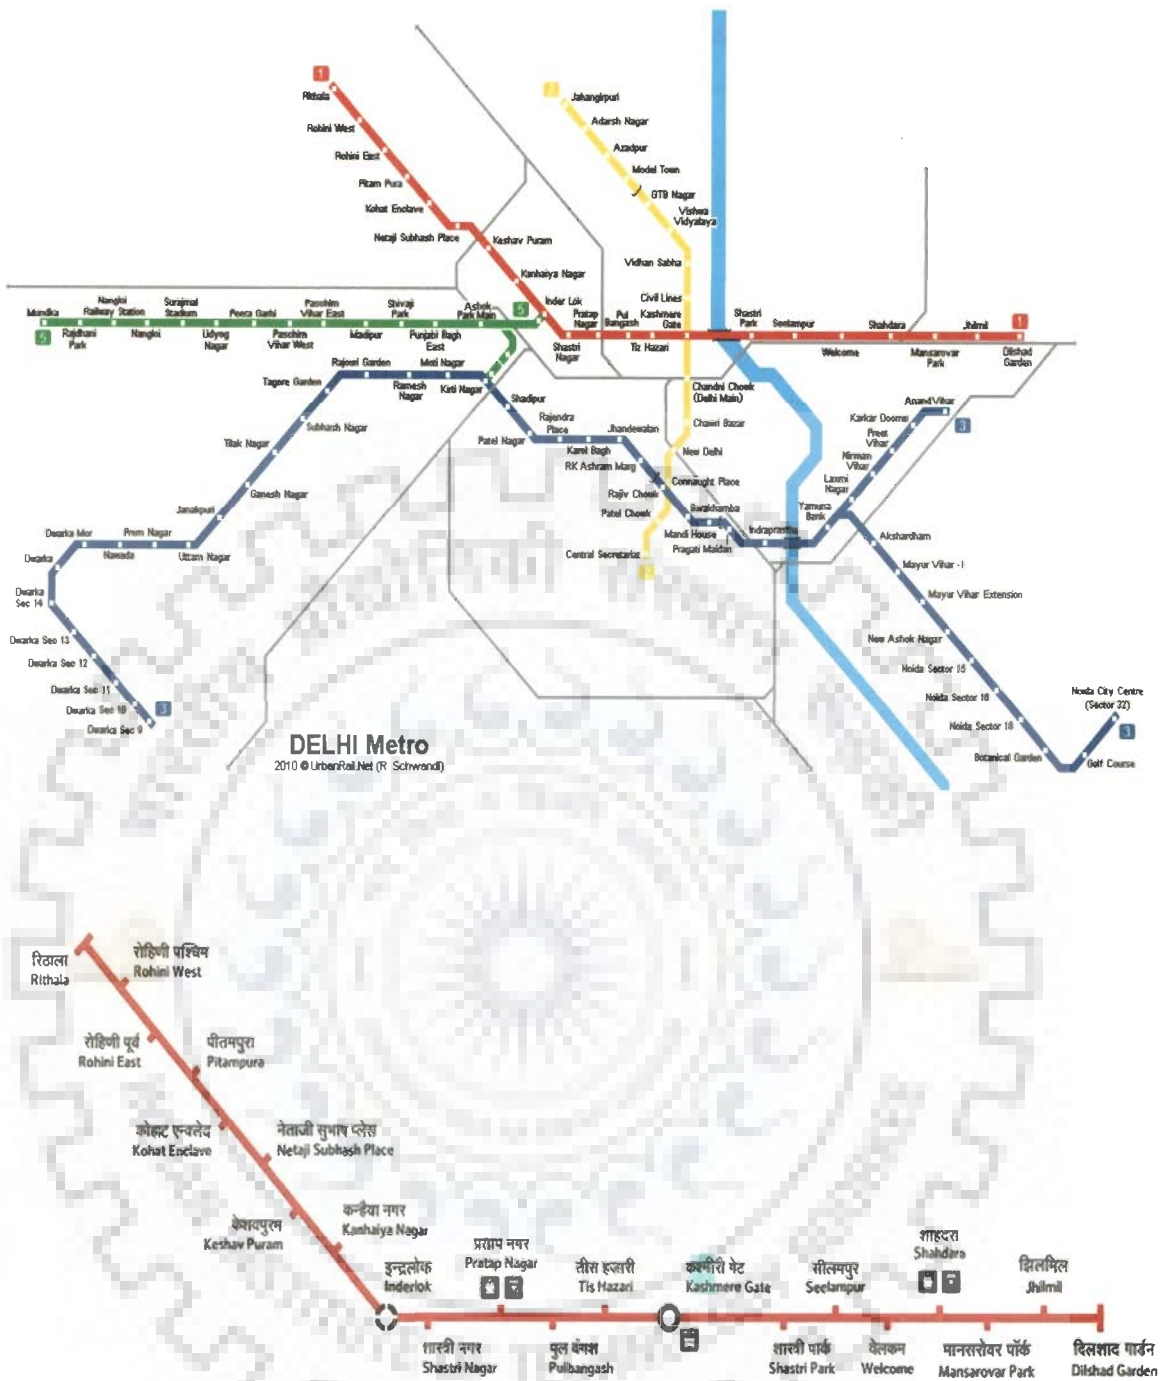 1
Rithala
Rohini West
Rohini East
Pitam Pura
Kohat Enclave
Netaji Subhash Place
Keshav Puram
Kanhaiya Nagar
Inder Lok
2
Jahangirpuri
Adarsh Nagar
Azadpur
Model Town
GTB Nagar
Vishwa
Vidyalaya
Vidhan Sabha
Civil Lines
Kashmere
Gate
Pratap
Nagar
Pul
Bangash
Shastri
Nagar
Tiz Hazari
Shastri
Park
Seelampur
Welcome
Shahdara
Mansarovar
Park
Jhilmil
1
Dilshad
Garden
Mundka
5
Rajdhani
Park
Nangloi
Railway Station
Nangloi
Surajmal
Stadium
Udyog
Nagar
Peera Garhi
Paschim
Vihar West
Paschim
Vihar East
Madipur
Shivaji
Park
Punjabi Bagh
East
Ashok
Park Main
5
Chandni Chowk
(Delhi Main)
Chawri Bazar
New Delhi
Connaught Place
Rajiv Chowk
Patel Chowk
Central Secretariat
2
Rajouri Garden
Tagore Garden
Ramesh
Nagar
Moti Nagar
Kirti Nagar
Shadipur
Patel Nagar
Rajendra
Place
Karol Bagh
Jhandewalan
RK Ashram Marg
Barakhamba
Mandi House
Pragati Maidan
Indraprastha
Yamuna
Bank
Laxmi
Nagar
Nirman
Vihar
Preet
Vihar
Karkar Dooma
Anand Vihar
3
Subhash Nagar
Tilak Nagar
Ganesh Nagar
Janakpuri
Uttam Nagar
Prem Nagar
Nawada
Dwarka Mor
Dwarka
Dwarka
Sec 14
Dwarka Sec 13
Dwarka Sec 12
Dwarka Sec 11
Dwarka Sec 10
Dwarka Sec 9
3
Akshardham
Mayur Vihar -I
Mayur Vihar Extension
New Ashok Nagar
Noida Sector 15
Noida Sector 16
Noida Sector 18
Botanical Garden
Golf Course
Noida City Centre
(Sector 32)
3
DELHI Metro
2010 © UrbanRail.Net (R. Schwandl)
रिठाला
Rithala
रोहिणी पश्चिम
Rohini West
रोहिणी पूर्व
Rohini East
पीतमपुरा
Pitampura
कोहाट एन्क्लेव
Kohat Enclave
नेताजी सुभाष प्लेस
Netaji Subhash Place
केशवपुरम
Keshav Puram
कन्हैया नगर
Kanhaiya Nagar
इन्द्रलोक
Inderlok
शास्त्री नगर
Shastri Nagar
प्रताप नगर
Pratap Nagar
पुल बंगश
Pulbangash
तीस हजारी
Tis Hazari
कश्मीरी गेट
Kashmere Gate
शास्त्री पार्क
Shastri Park
सीलमपुर
Seelampur
वेलकम
Welcome
शाहदरा
Shahdara
मानसरोवर पॉर्क
Mansarovar Park
झिलमिल
Jhilmil
दिलशाद गार्डन
Dilshad Garden